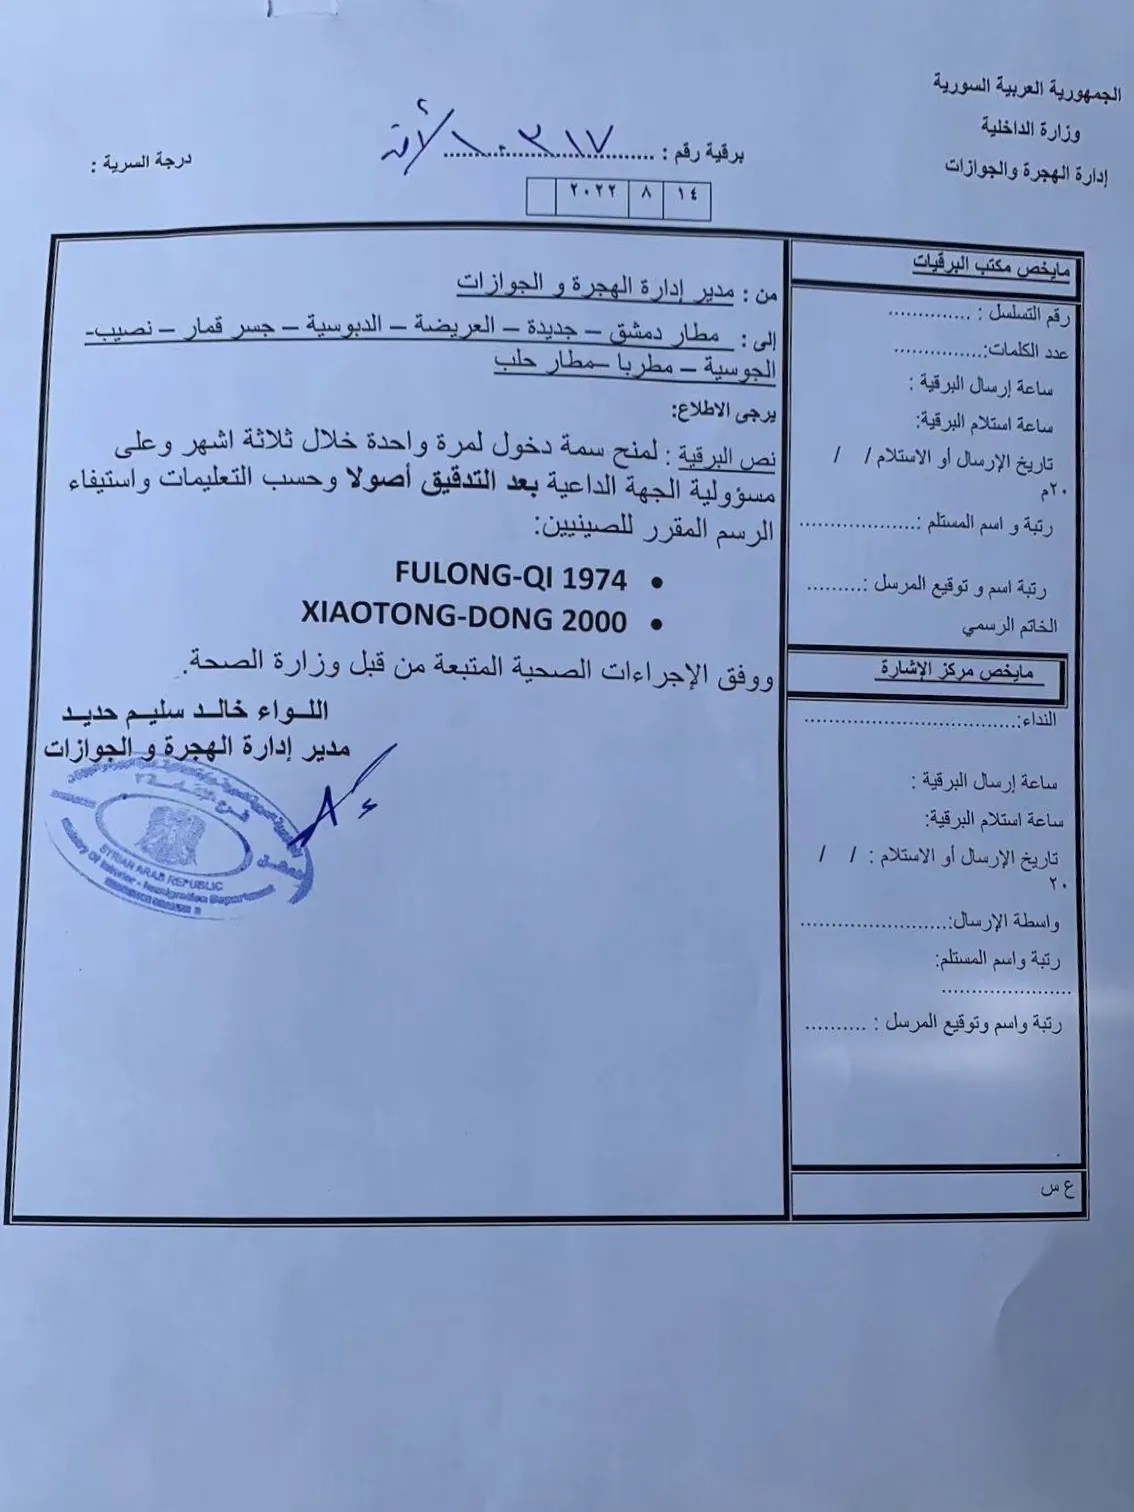 الجمهورية العربية السورية
وزارة الداخلية
إدارة الهجرة والجوازات
برقية رقم :
درجة السرية :
١٤ ٨ ٢٠٢٢
مايخص مكتب البرقيات
رقم التسلسل : .............
عدد الكلمات:...............
ساعة إرسال البرقية :
ساعة استلام البرقية:
تاريخ الإرسال أو الاستلام / /
٢٠م
رتبة و اسم المستلم :...................
رتبة اسم و توقيع المرسل :.........
الخاتم الرسمي
مايخص مركز الإشارة
النداء:..................................
ساعة إرسال البرقية :
ساعة استلام البرقية:
تاريخ الإرسال أو الاستلام : / /
٢٠
واسطة الإرسال:.......................
رتبة واسم المستلم:
.....................
رتبة واسم وتوقيع المرسل : ..........
ع س
من : مدير إدارة الهجرة و الجوازات
إلى : مطار دمشق – جديدة – العريضة – الدبوسية – جسر قمار – نصيب-
الجوسية – مطربا –مطار حلب
يرجى الاطلاع:
نص البرقية : لمنح سمة دخول لمرة واحدة خلال ثلاثة اشهر وعلى
مسؤولية الجهة الداعية بعد التدقيق أصولا وحسب التعليمات واستيفاء
الرسم المقرر للصينيين:
• FULONG-QI 1974
• XIAOTONG-DONG 2000
ووفق الإجراءات الصحية المتبعة من قبل وزارة الصحة.
اللواء خالد سليم حديد
مدير إدارة الهجرة و الجوازات
SYRIAN ARAB REPUBLIC
Ministry Of Interior - Immigration Department